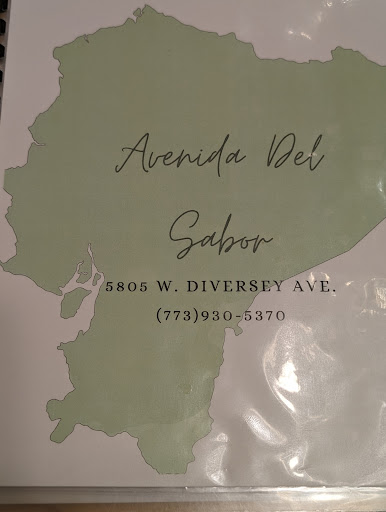 Avenida Del
Sabor
5805 W. DIVERSEY AVE.
(773)930-5370